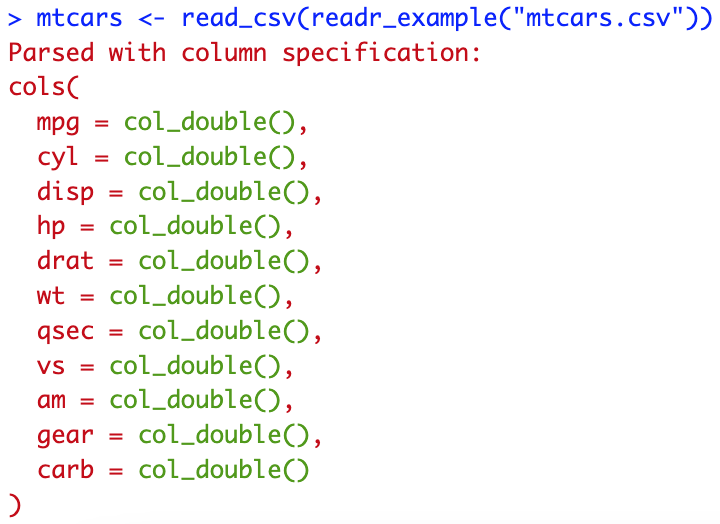 > mtcars <- read_csv(readr_example("mtcars.csv"))
Parsed with column specification:
cols(
  mpg = col_double(),
  cyl = col_double(),
  disp = col_double(),
  hp = col_double(),
  drat = col_double(),
  wt = col_double(),
  qsec = col_double(),
  vs = col_double(),
  am = col_double(),
  gear = col_double(),
  carb = col_double()
)